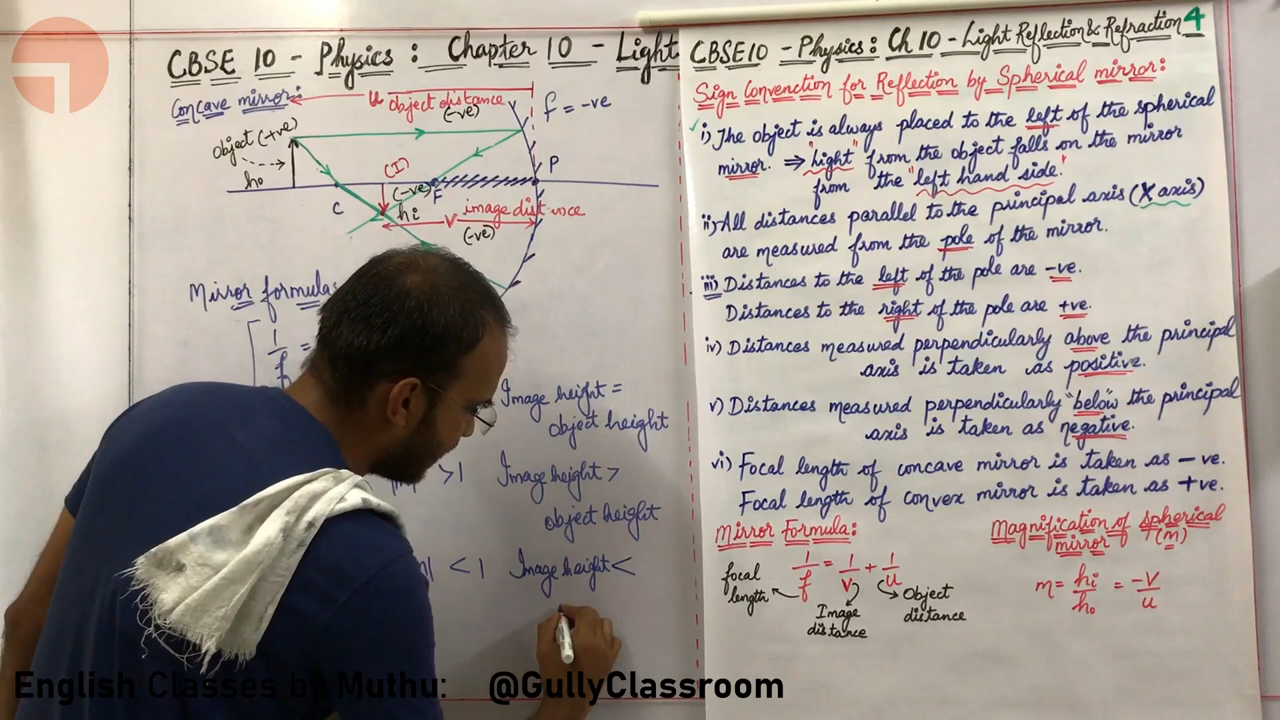 CBSE 10 - Physics: Chapter 10 - Light
Concave mirror:
u object distance
(-ve)
f = -ve
object (+ve)
ho
(I)
(-ve)
C
F
P
hi
v image distance
(-ve)
Mirror formula
1/f =
Image height =
object height
>1 Image height >
object height
<1 Image height <
CBSE 10 - Physics: Ch 10 - Light Reflection & Refraction 4
Sign Convenction for Reflection by Spherical mirror:
i) The object is always placed to the left of the spherical
mirror. ⇒ "Light" from the object falls on the mirror
from the "left hand side."
ii) All distances parallel to the principal axis (X axis)
are measured from the pole of the mirror.
iii) Distances to the left of the pole are -ve.
Distances to the right of the pole are +ve.
iv) Distances measured perpendicularly above the principal
axis is taken as positive.
v) Distances measured perpendicularly "below" the principal
axis is taken as negative.
vi) Focal length of concave mirror is taken as -ve.
Focal length of convex mirror is taken as +ve.
Mirror Formula:
1/f = 1/v + 1/u
focal
length
Image
distance
Object
distance
Magnification of spherical
mirror (m)
m = hi/ho = -v/u
English Classes by Muthu: @GullyClassroom